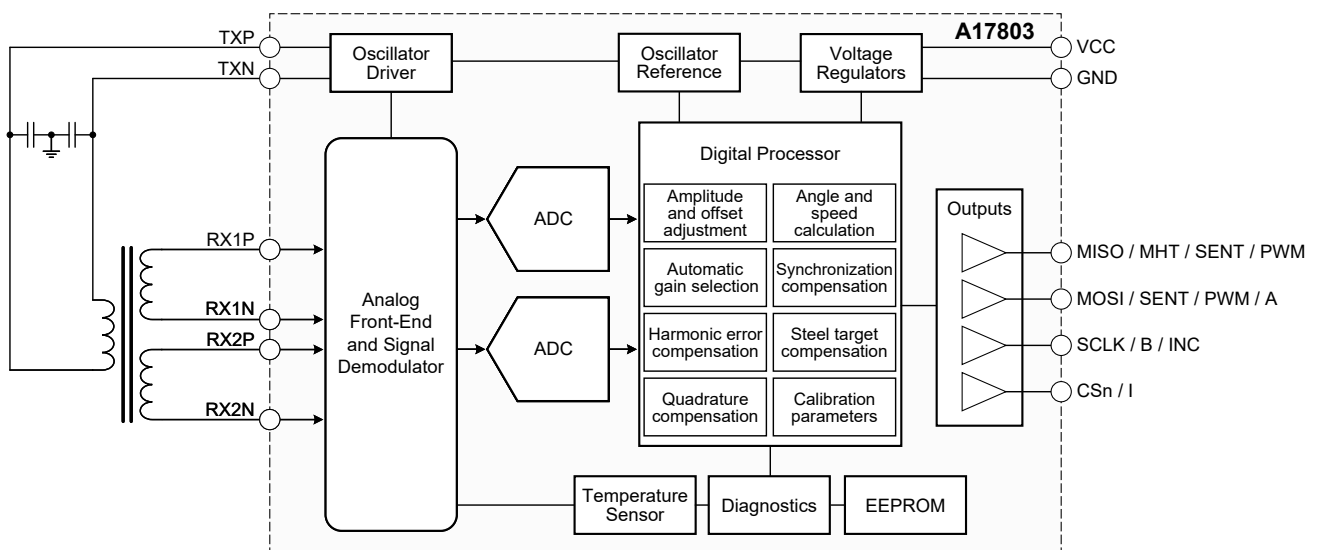 A17803
TXP
TXN
Oscillator
Driver
Oscillator
Reference
Voltage
Regulators
VCC
GND
Digital Processor
Amplitude
and offset
adjustment
Angle and
speed
calculation
Automatic
gain selection
Synchronization
compensation
Harmonic error
compensation
Steel target
compensation
Quadrature
compensation
Calibration
parameters
RX1P
RX1N
RX2P
RX2N
Analog
Front-End
and Signal
Demodulator
ADC
ADC
Outputs
MISO / MHT / SENT / PWM
MOSI / SENT / PWM / A
SCLK / B / INC
CSn / I
Temperature
Sensor
Diagnostics
EEPROM